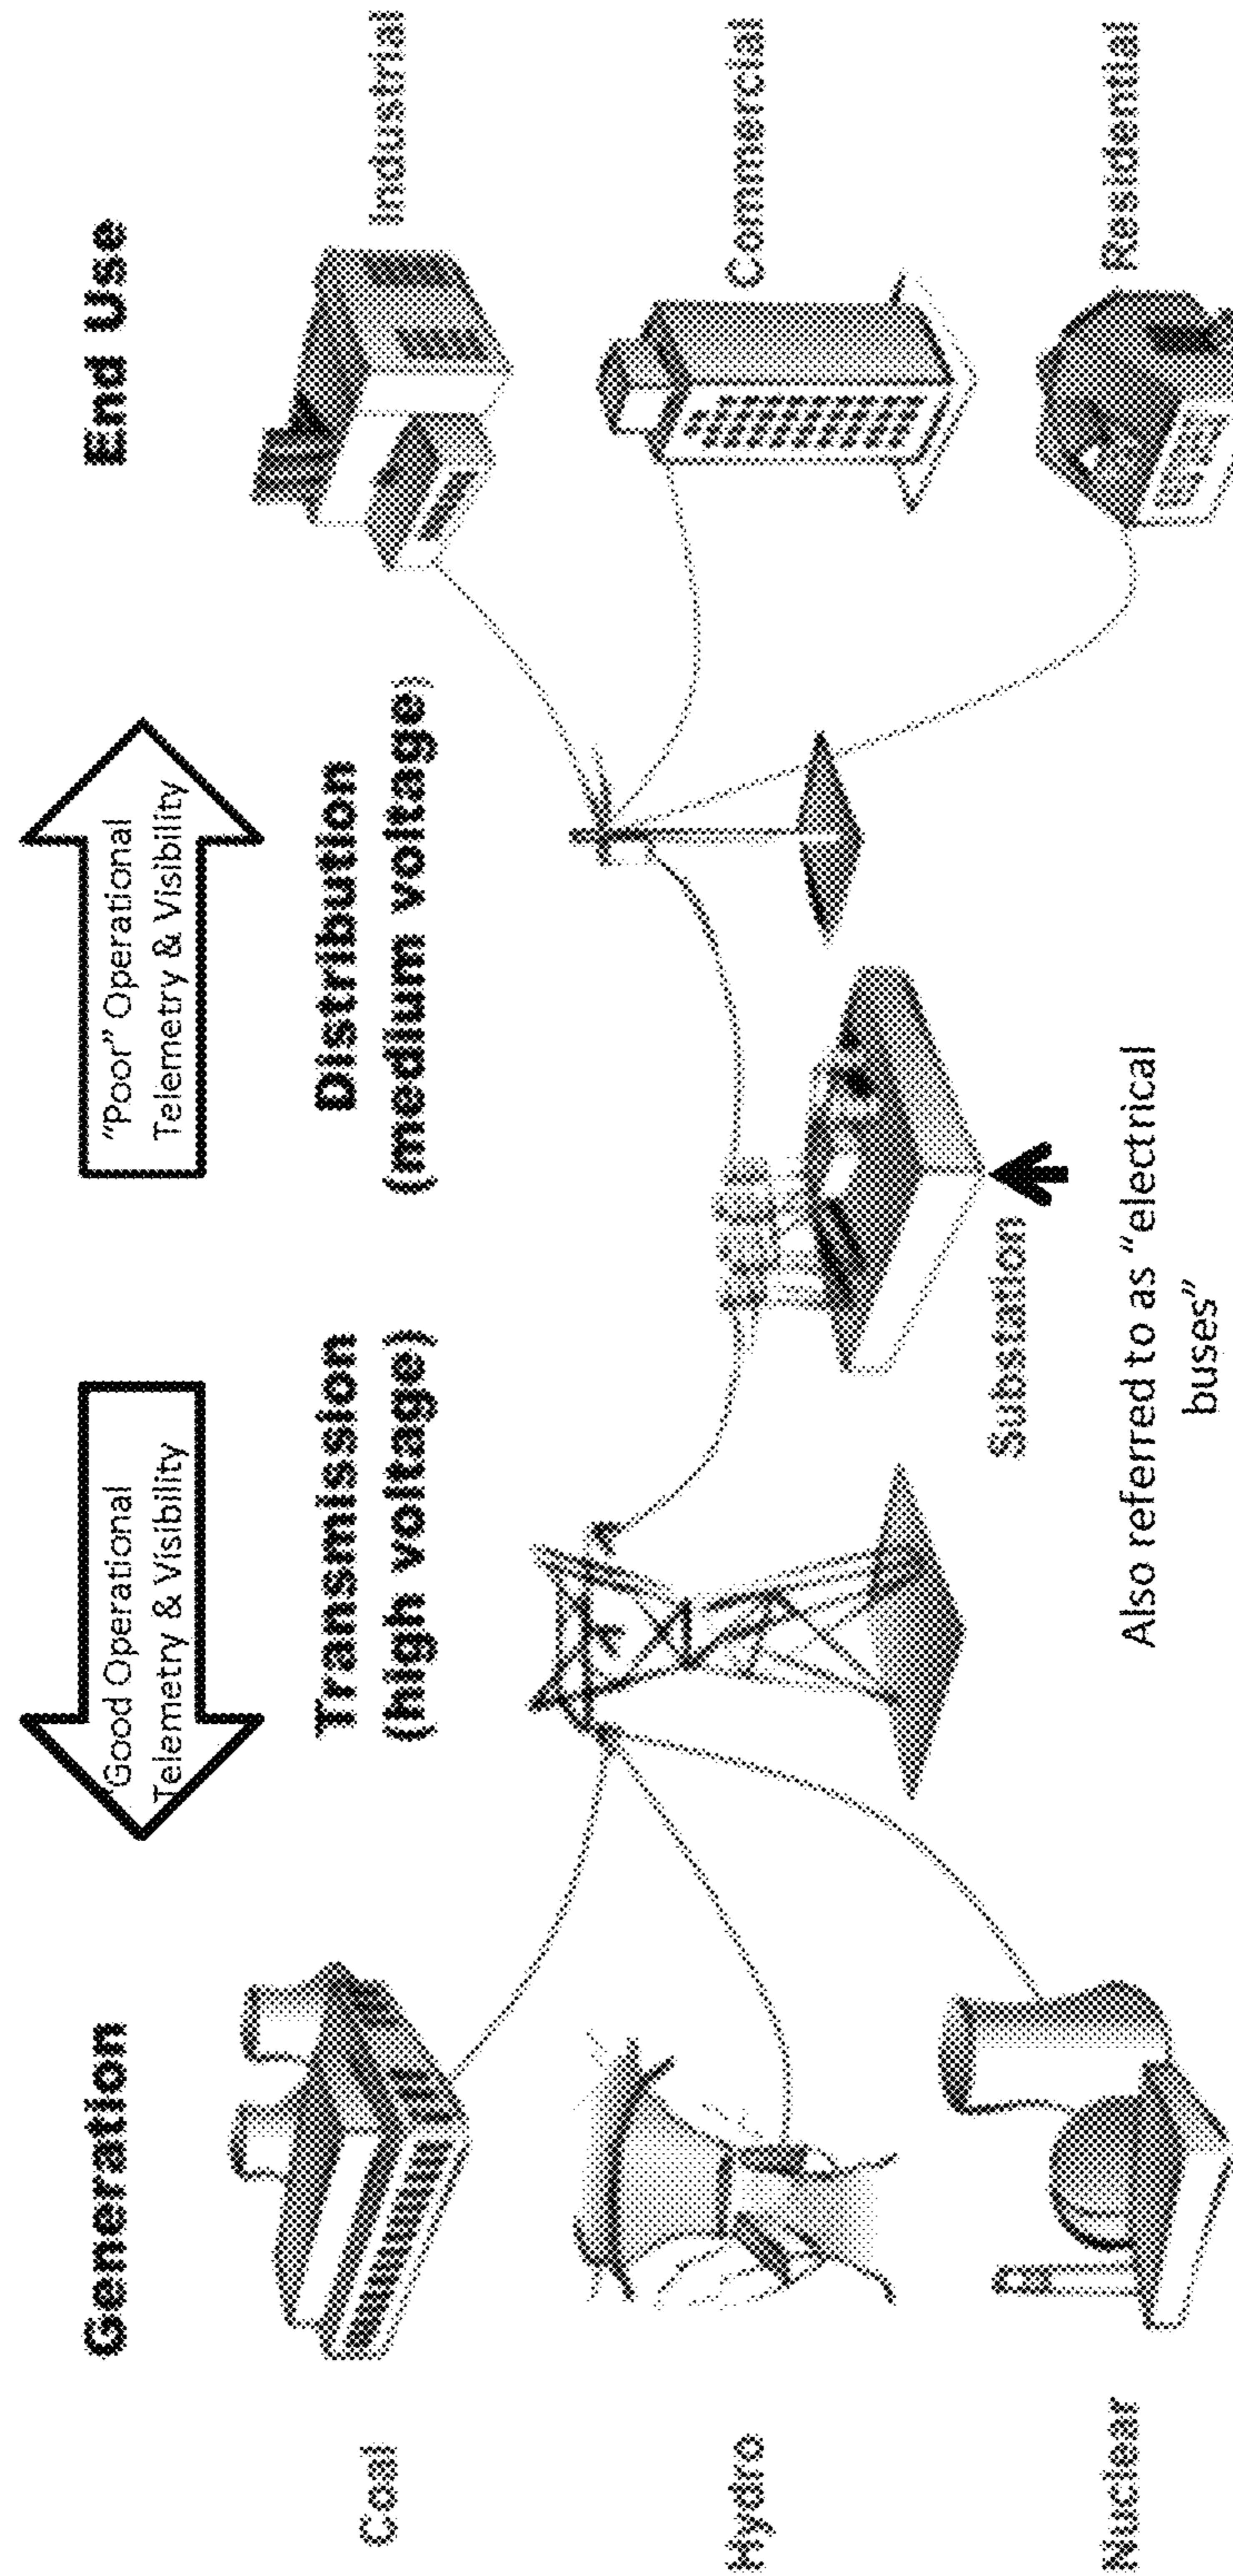 Generation
End Use
"Good Operational
Telemetry & Visibility
"Poor" Operational
Telemetry & Visibility
Transmission
(high voltage)
Distribution
(medium voltage)
Coal
Industrial
Hydro
Commercial
Nuclear
Residential
Substation
Also referred to as "electrical
buses"